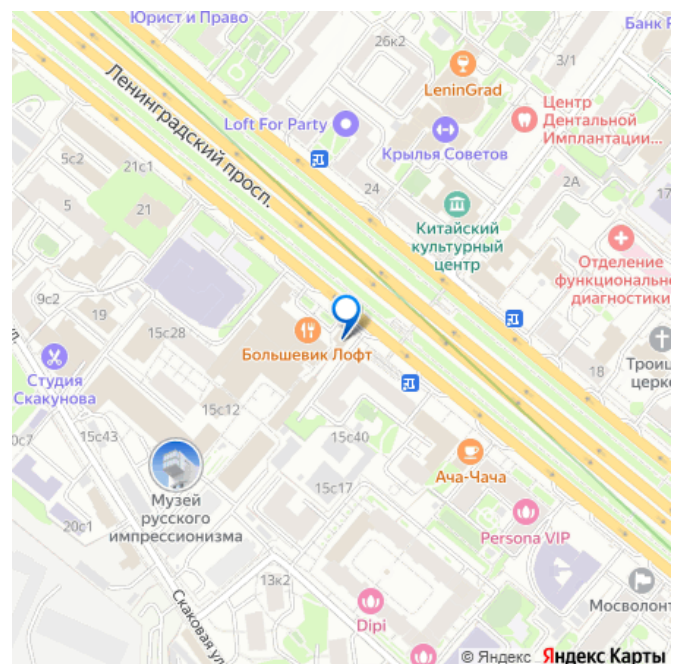 Юрист и Право
Банк
26к2
3/1
LeninGrad
Центр
Дентальной
Имплантации...
Ленинградский просп.
Loft For Party
Крылья Советов
5с2
21с1
24
2А
17
5
21
Китайский
культурный
центр
Отделение
функционально
диагностики
9с2
19
15с28
Большевик Лофт
Студия
Скакунова
18
Трои
церк
15с12
0с7
15с43
15с40
Ача-Чача
Музей
русского
импрессионизма
15с17
20с1
Persona VIP
13к2
Скаковая ул
Мосволонт
Dipi
© Яндекс Яндекс Карты